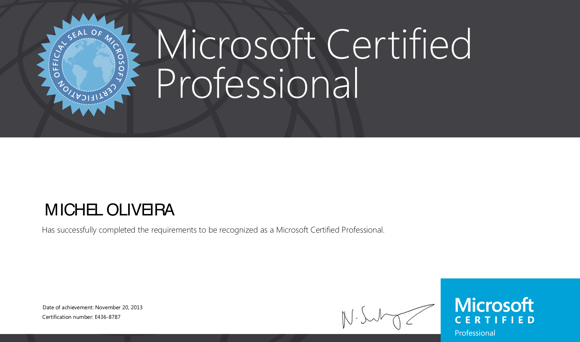 OFFICIAL SEAL OF MICROSOFT CERTIFICATION
Microsoft Certified
Professional
MICHEL OLIVEIRA
Has successfully completed the requirements to be recognized as a Microsoft Certified Professional.
Date of achievement: November 20, 2013
Certification number: E436-8787
Microsoft
CERTIFIED
Professional